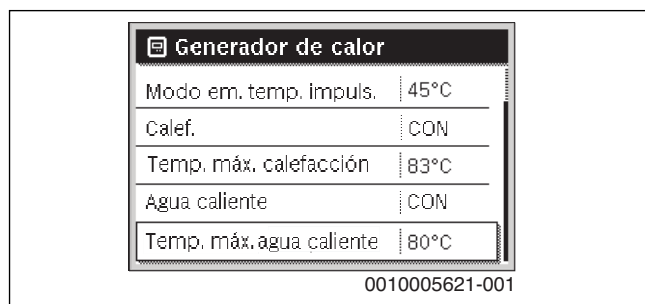 Generador de calor
Modo em. temp. impuls. 45°C
Calef. CON
Temp. máx. calefacción 83°C
Agua caliente CON
Temp. máx. agua caliente 80°C
0010005621-001